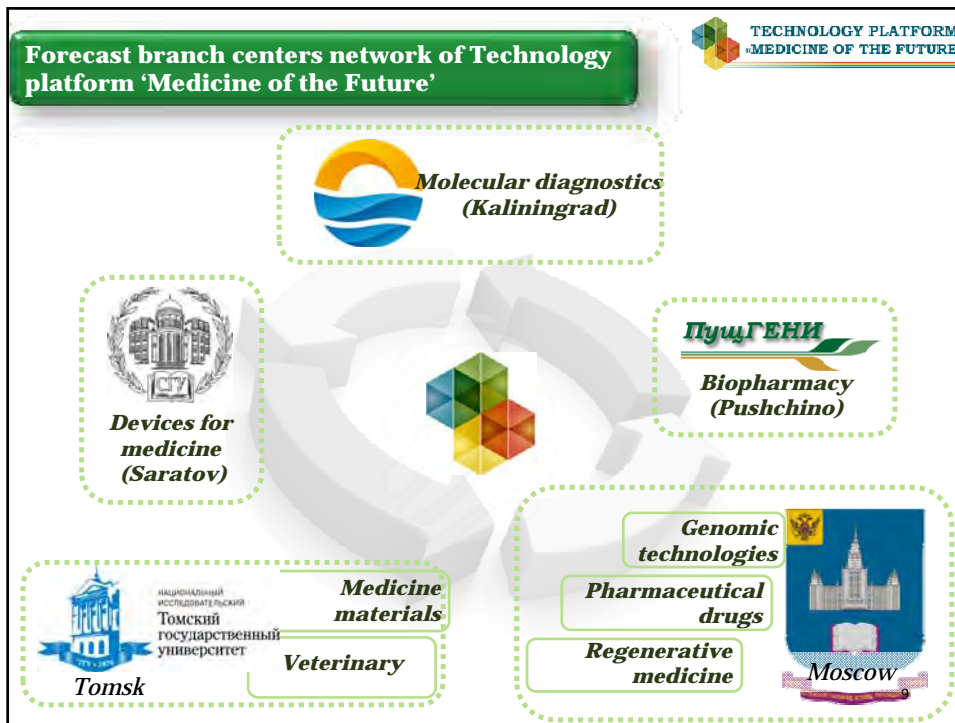 Forecast branch centers network of Technology
platform ‘Medicine of the Future’
TECHNOLOGY PLATFORM
«MEDICINE OF THE FUTURE
Molecular diagnostics
(Kaliningrad)
СГУ
Devices for
medicine
(Saratov)
ПущГЕНИ
Biopharmacy
(Pushchino)
НАЦИОНАЛЬНЫЙ
ИССЛЕДОВАТЕЛЬСКИЙ
Томский
государственный
университет
Tomsk
Medicine
materials
Veterinary
Genomic
technologies
Pharmaceutical
drugs
Regenerative
medicine
Moscow
9